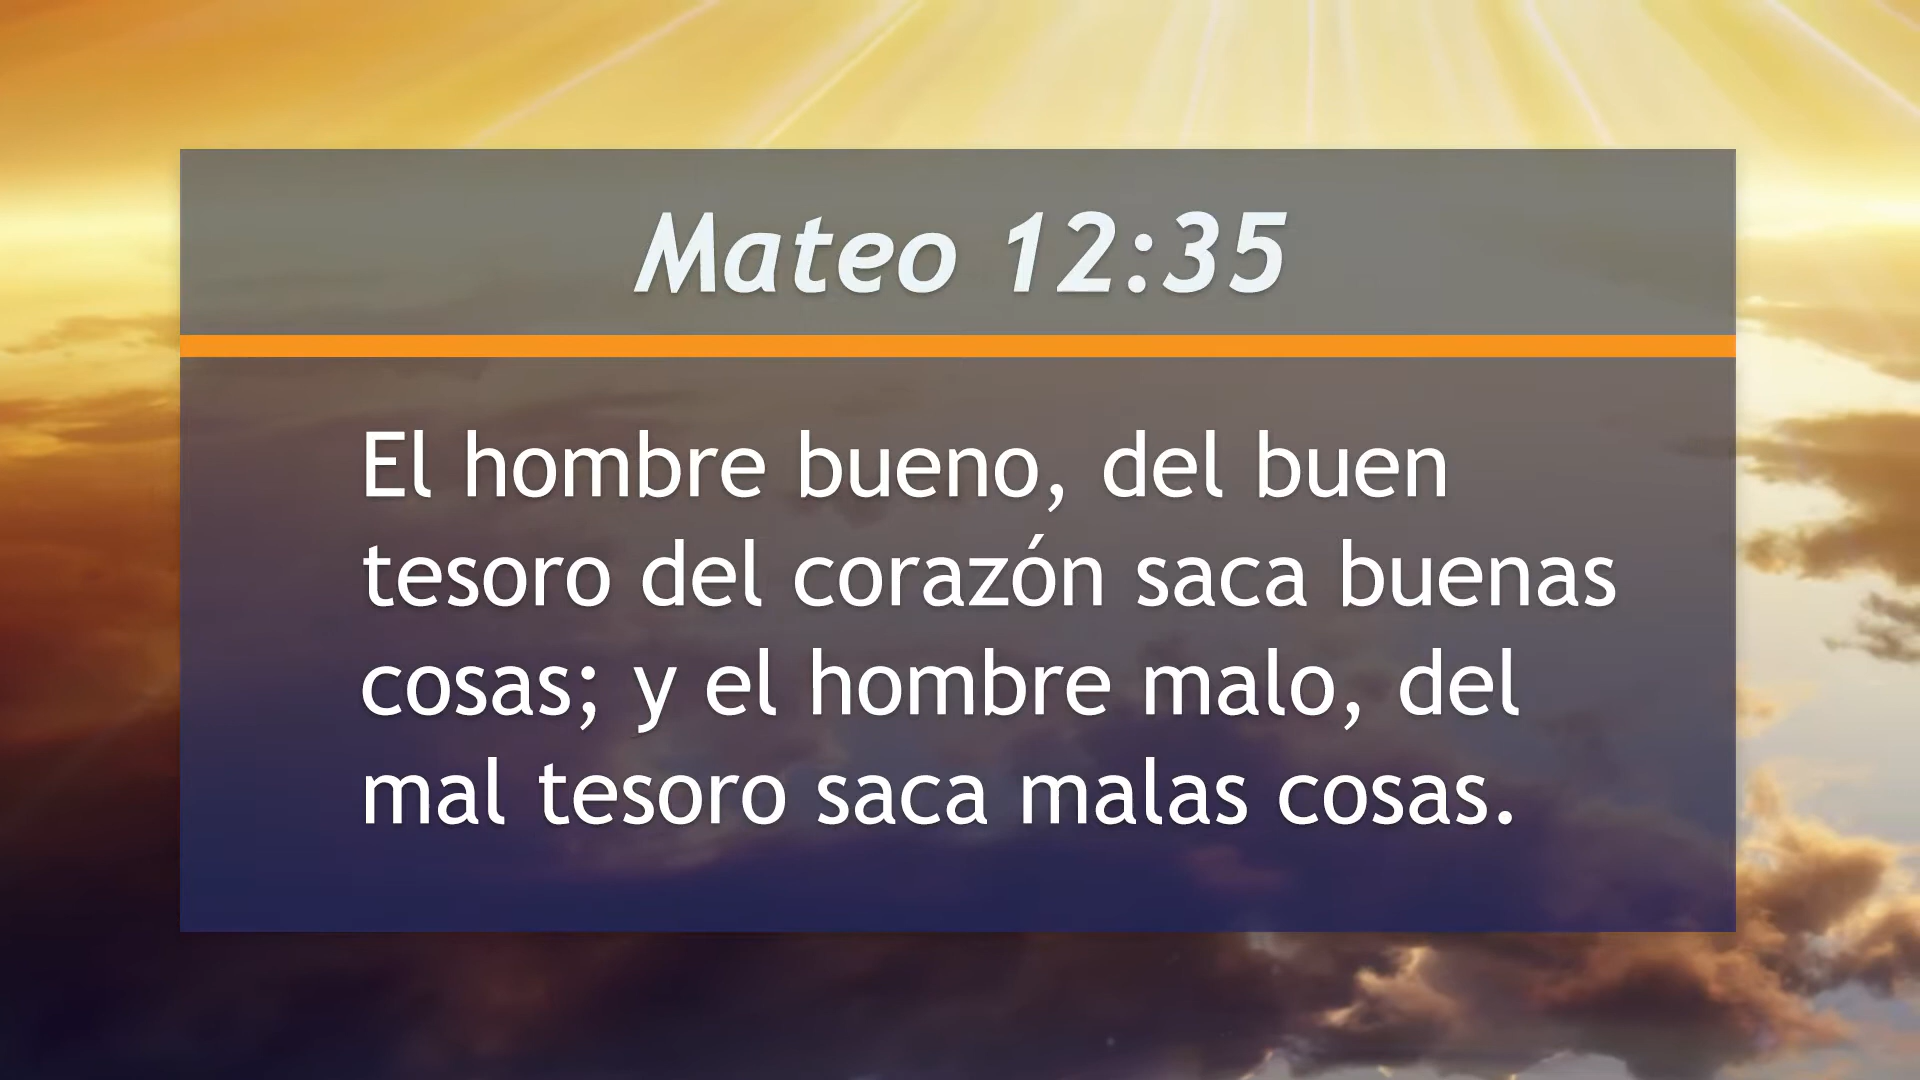 Mateo 12:35
El hombre bueno, del buen
tesoro del corazón saca buenas
cosas; y el hombre malo, del
mal tesoro saca malas cosas.